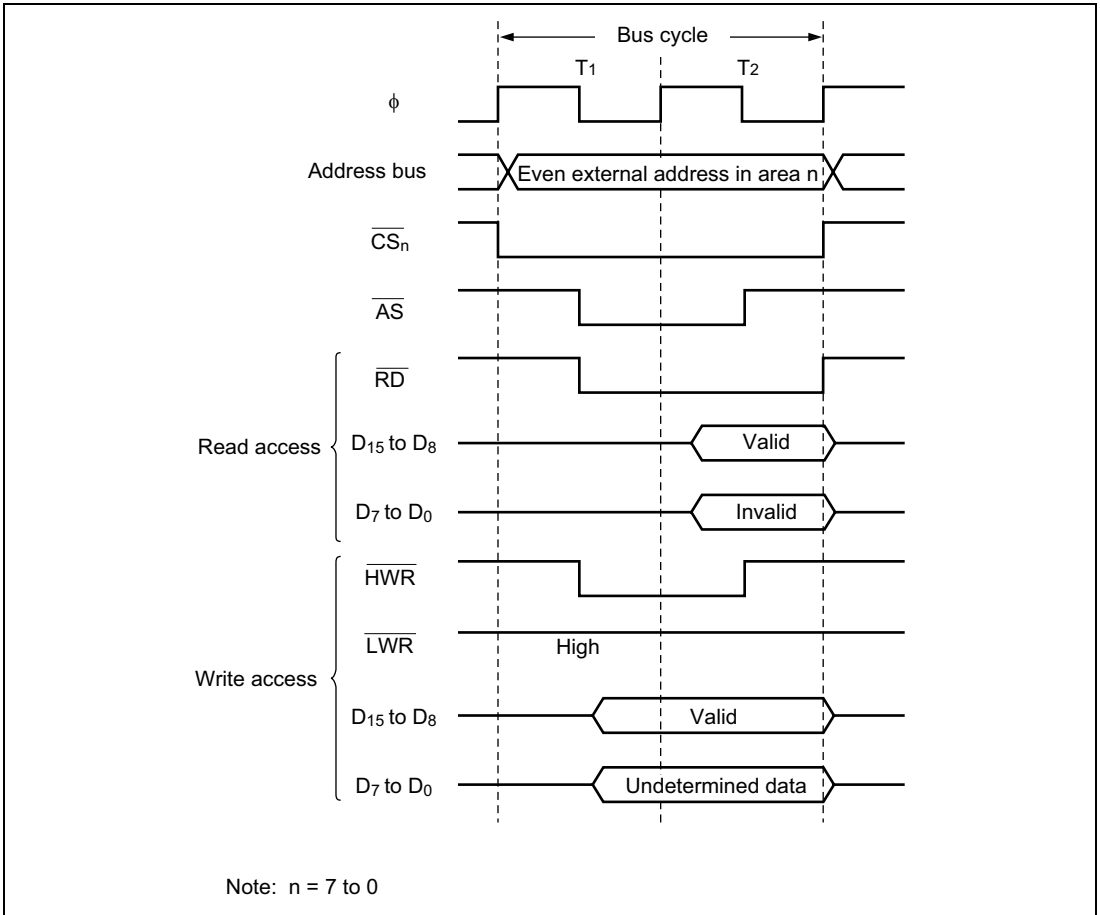 Bus cycle
T1 T2
ϕ
Address bus Even external address in area n
CSn
AS
RD
Read access D15 to D8 Valid
D7 to D0 Invalid
HWR
LWR High
Write access
D15 to D8 Valid
D7 to D0 Undetermined data
Note: n = 7 to 0